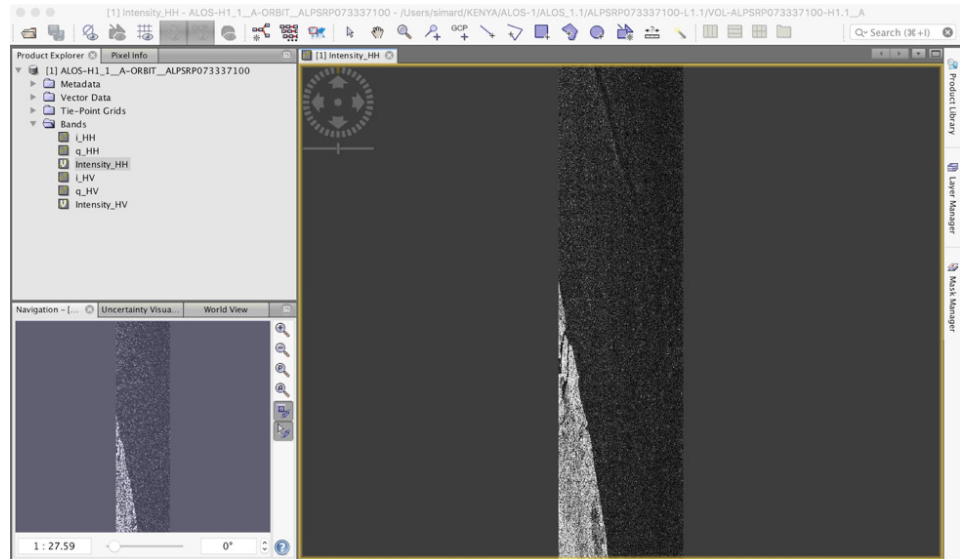 [1] Intensity_HH - ALOS-H1_1__A-ORBIT__ALPSRP073337100 - /Users/simard/KENYA/ALOS-1/ALOS_1.1/ALPSRP073337100-L1.1/VOL-ALPSRP073337100-H1.1__A
GCP
Search (⌘+I)
Product Explorer
Pixel Info
[1] Intensity_HH
[1] ALOS-H1_1__A-ORBIT__ALPSRP073337100
Metadata
Vector Data
Tie-Point Grids
Bands
i_HH
q_HH
Intensity_HH
i_HV
q_HV
Intensity_HV
Navigation - [...
Uncertainty Visua...
World View
1 : 27.59
0°
Product Library
Layer Manager
Mask Manager